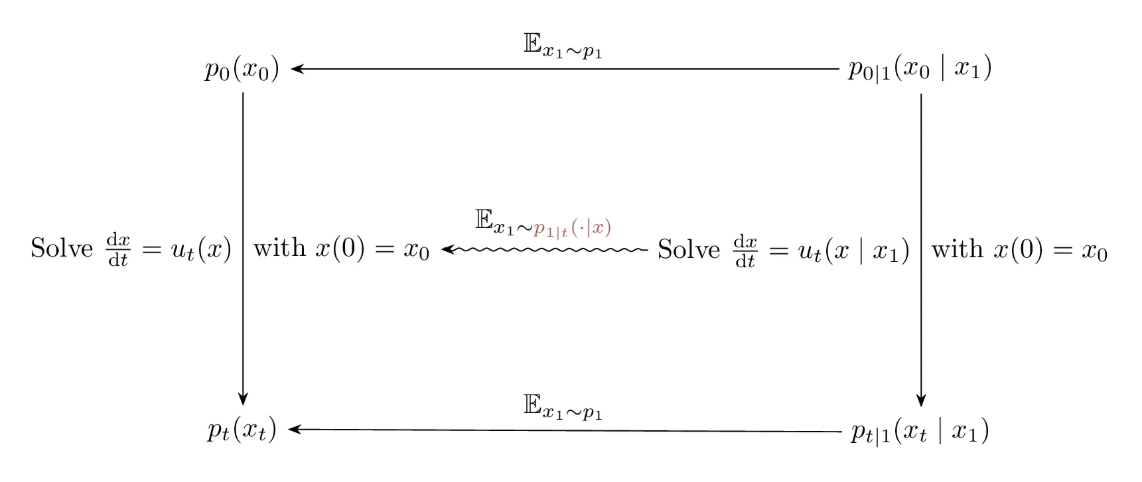 𝔼_{x_1∼p_1}
p_0(x_0) p_{0|1}(x_0 | x_1)
𝔼_{x_1∼p_{1|t}(·|x)}
Solve dx/dt = u_t(x) with x(0) = x_0 Solve dx/dt = u_t(x | x_1) with x(0) = x_0
𝔼_{x_1∼p_1}
p_t(x_t) p_{t|1}(x_t | x_1)